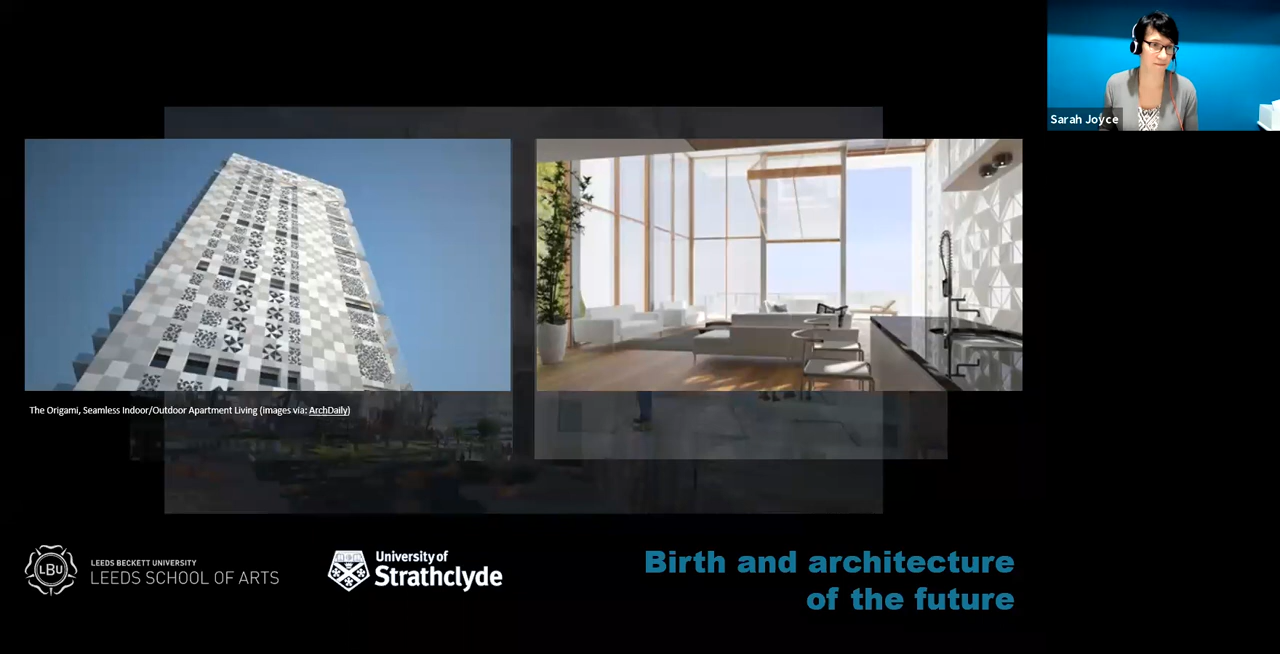 Sarah Joyce
The Origami, Seamless Indoor/Outdoor Apartment Living (images via: ArchDaily)
LBU
LEEDS BECKETT UNIVERSITY
LEEDS SCHOOL OF ARTS
University of
Strathclyde
Birth and architecture
of the future